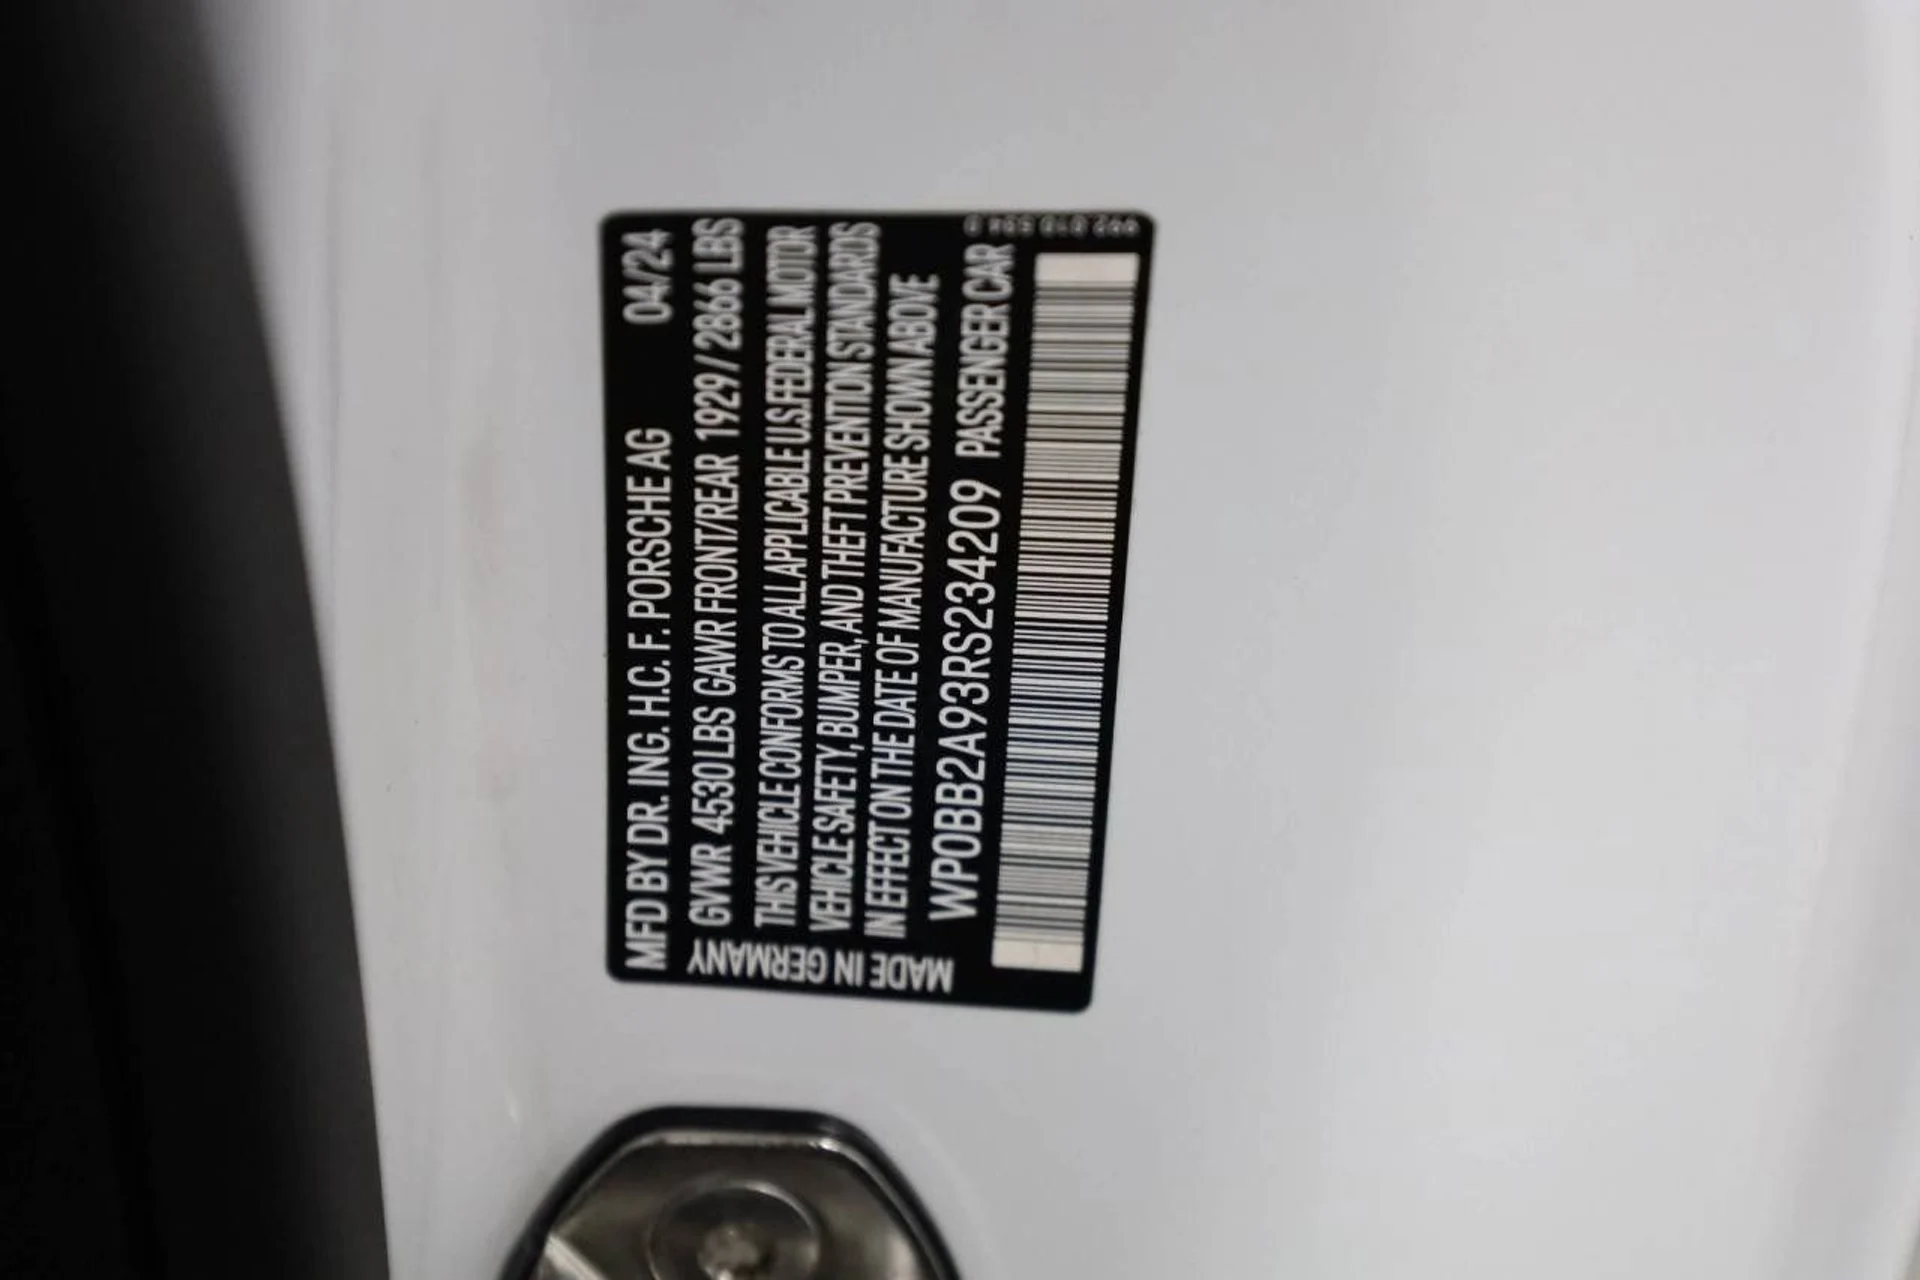 MFD BY DR. ING. H.C. F. PORSCHE AG 04/24
GVWR 4530 LBS GAWR FRONT/REAR 1929 / 2866 LBS
THIS VEHICLE CONFORMS TO ALL APPLICABLE U.S. FEDERAL MOTOR
VEHICLE SAFETY, BUMPER, AND THEFT PREVENTION STANDARDS
IN EFFECT ON THE DATE OF MANUFACTURE SHOWN ABOVE
WP0BB2A93RS234209 PASSENGER CAR
MADE IN GERMANY